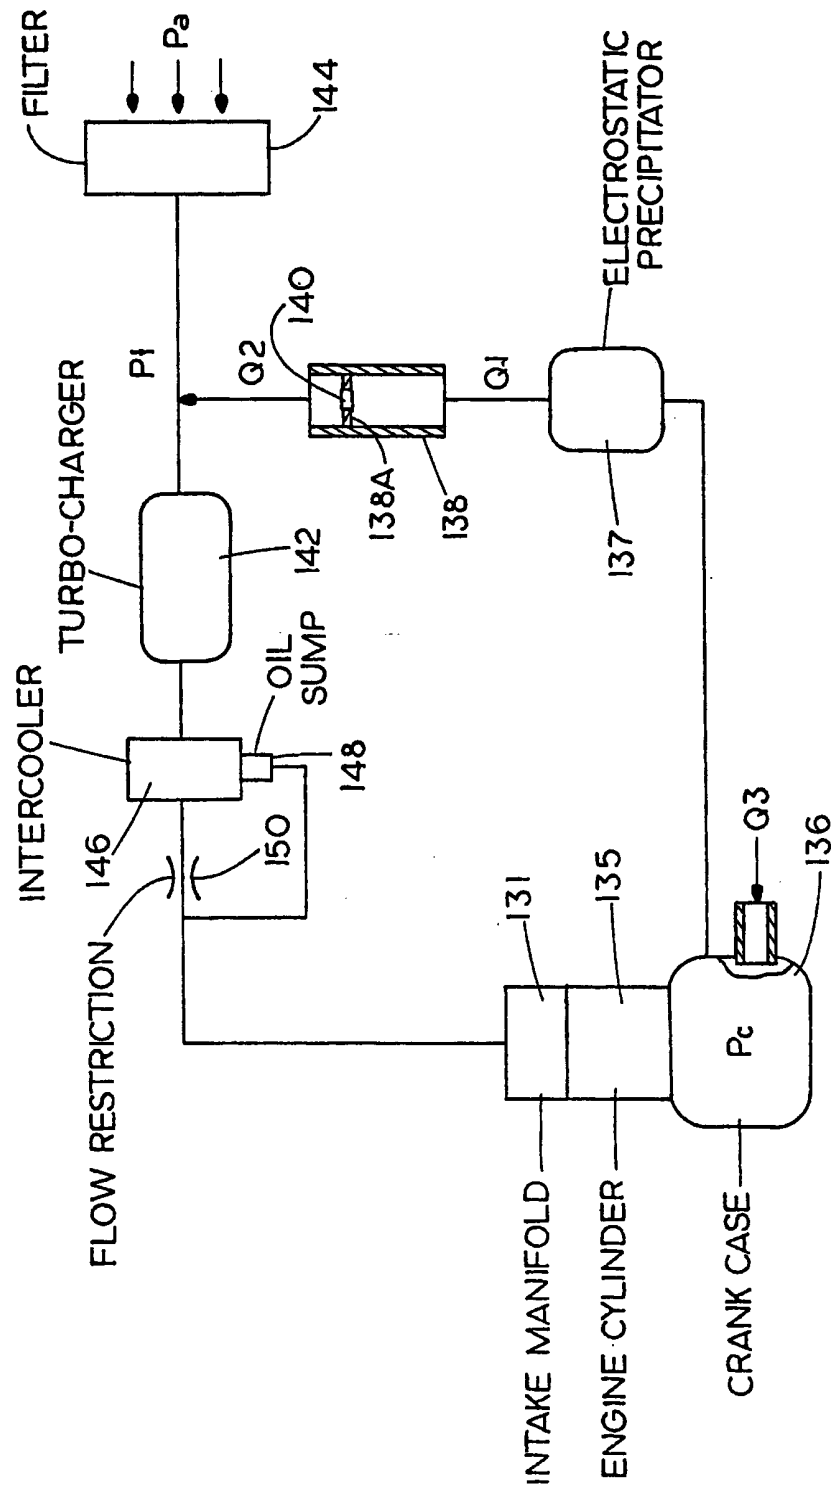 FILTER
Pa
144
TURBO-CHARGER
P1
Q2
140
138A
138
Q1
ELECTROSTATIC
PRECIPITATOR
137
142
INTERCOOLER
OIL
SUMP
148
146
150
FLOW RESTRICTION
131
135
Q3
136
Pc
INTAKE MANIFOLD
ENGINE CYLINDER
CRANK CASE